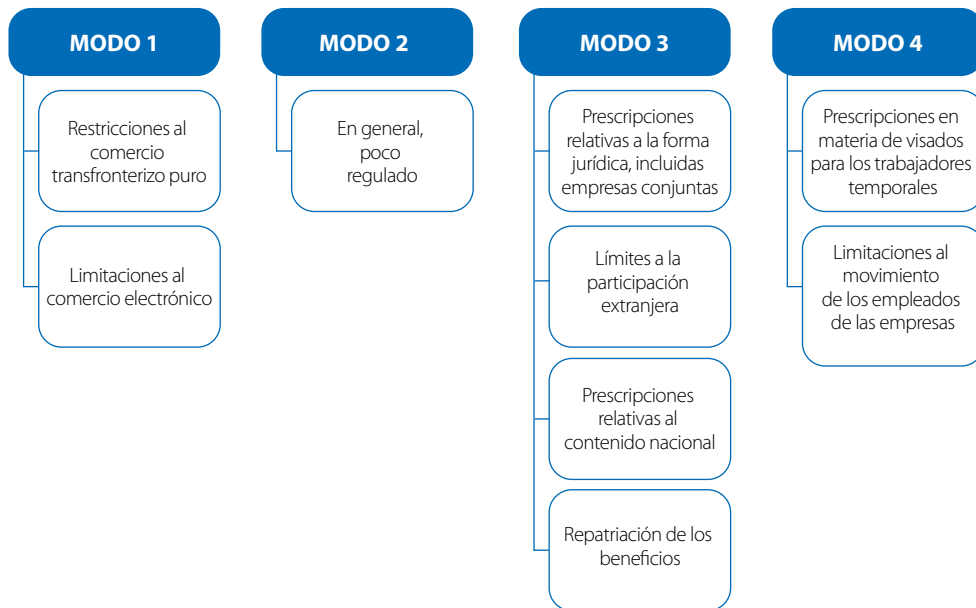 MODO 1
Restricciones al
comercio
transfronterizo puro
Limitaciones al
comercio electrónico
MODO 2
En general,
poco
regulado
MODO 3
Prescripciones
relativas a la forma
jurídica, incluidas
empresas conjuntas
Límites a la
participación
extranjera
Prescripciones
relativas al
contenido nacional
Repatriación de los
beneficios
MODO 4
Prescripciones en
materia de visados
para los trabajadores
temporales
Limitaciones al
movimiento
de los empleados
de las empresas